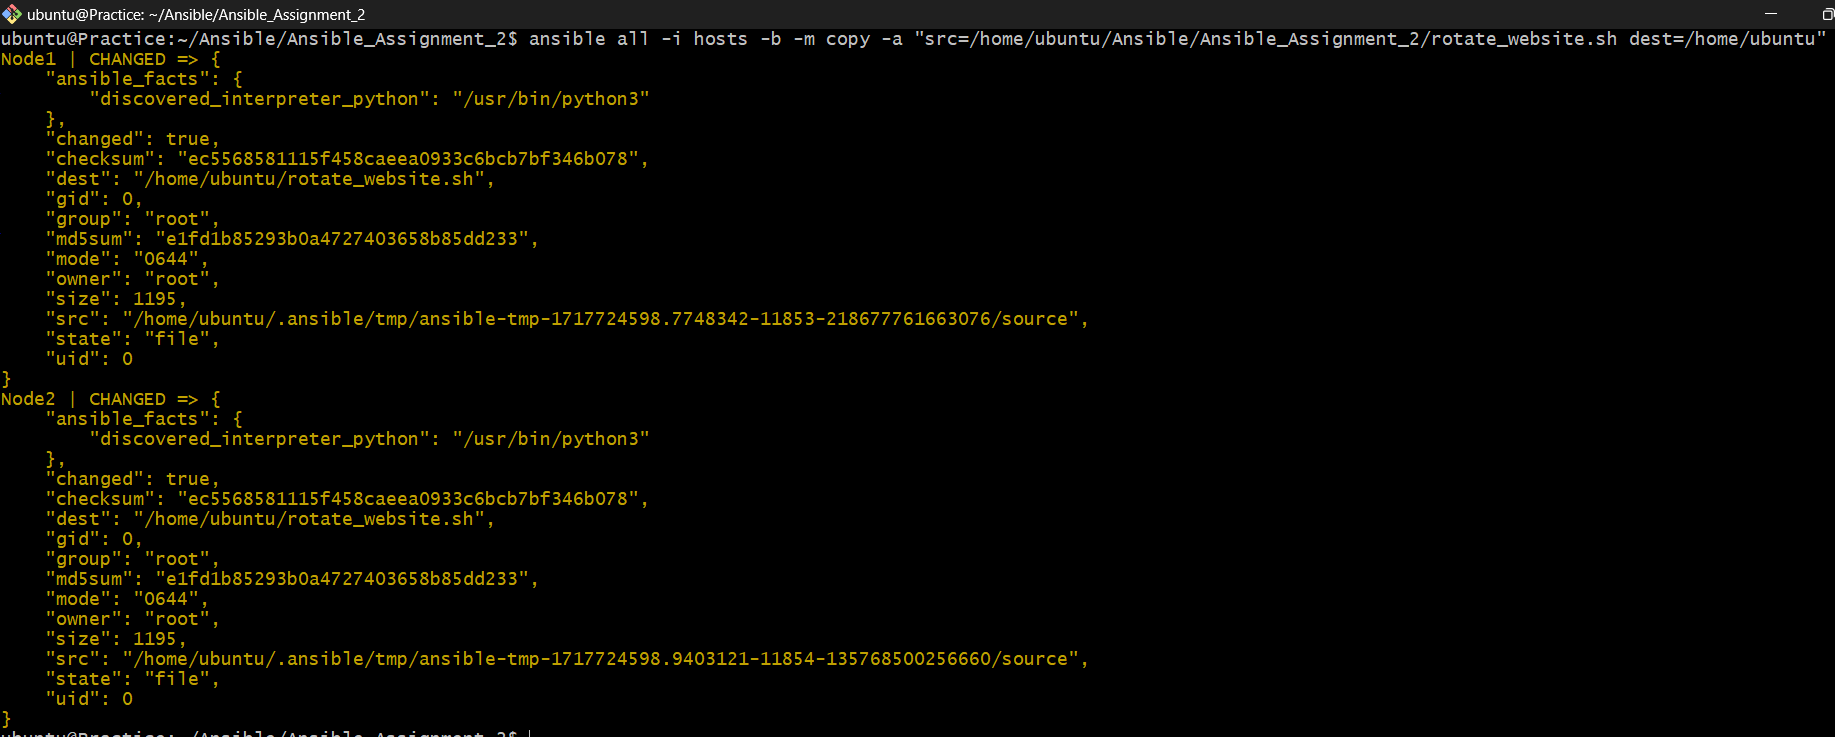 ubuntu@Practice: ~/Ansible/Ansible_Assignment_2
ubuntu@Practice:~/Ansible/Ansible_Assignment_2$ ansible all -i hosts -b -m copy -a "src=/home/ubuntu/Ansible/Ansible_Assignment_2/rotate_website.sh dest=/home/ubuntu"
Node1 | CHANGED => {
    "ansible_facts": {
        "discovered_interpreter_python": "/usr/bin/python3"
    },
    "changed": true,
    "checksum": "ec5568581115f458caeea0933c6bcb7bf346b078",
    "dest": "/home/ubuntu/rotate_website.sh",
    "gid": 0,
    "group": "root",
    "md5sum": "e1fd1b85293b0a4727403658b85dd233",
    "mode": "0644",
    "owner": "root",
    "size": 1195,
    "src": "/home/ubuntu/.ansible/tmp/ansible-tmp-1717724598.7748342-11853-218677761663076/source",
    "state": "file",
    "uid": 0
}
Node2 | CHANGED => {
    "ansible_facts": {
        "discovered_interpreter_python": "/usr/bin/python3"
    },
    "changed": true,
    "checksum": "ec5568581115f458caeea0933c6bcb7bf346b078",
    "dest": "/home/ubuntu/rotate_website.sh",
    "gid": 0,
    "group": "root",
    "md5sum": "e1fd1b85293b0a4727403658b85dd233",
    "mode": "0644",
    "owner": "root",
    "size": 1195,
    "src": "/home/ubuntu/.ansible/tmp/ansible-tmp-1717724598.9403121-11854-135768500256660/source",
    "state": "file",
    "uid": 0
}
ubuntu@Practice:~/Ansible/Ansible_Assignment_2$